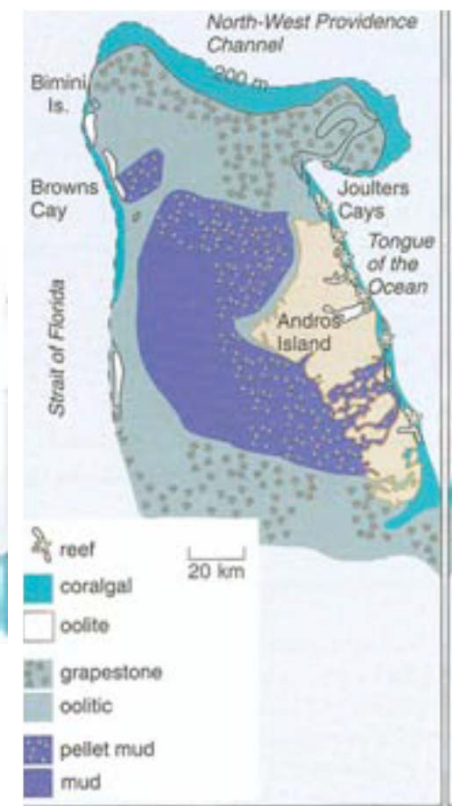 North-West Providence
Channel
200 m
Bimini
Is.
Browns
Cay
Joulters
Cays
Tongue
of the
Ocean
Andros
Island
Strait of Florida
reef
20 km
coralgal
oolite
grapestone
oolitic
pellet mud
mud